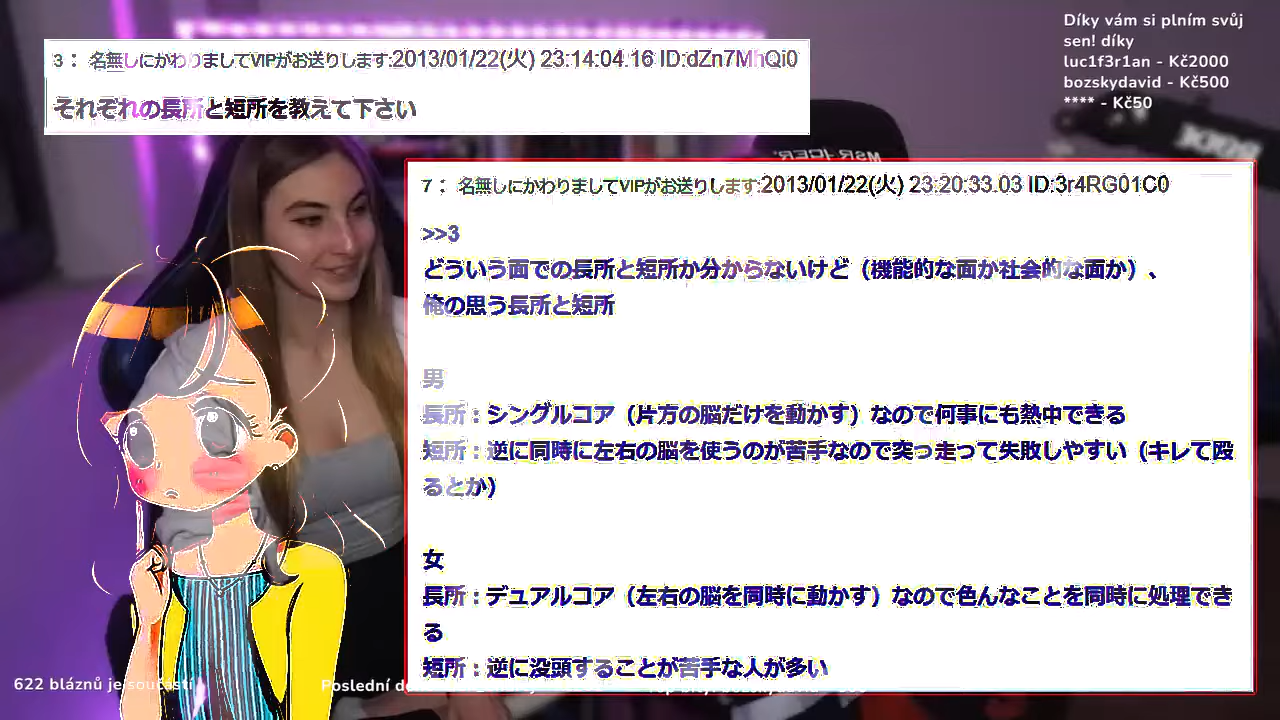 Díky vám si plním svůj
sen! díky
luc1f3r1an - Kč2000
bozskydavid - Kč500
**** - Kč50
3： 名無しにかわりましてVIPがお送りします:2013/01/22(火) 23:14:04.16 ID:dZn7MhQi0
それぞれの長所と短所を教えて下さい
7： 名無しにかわりましてVIPがお送りします:2013/01/22(火) 23:20:33.03 ID:3r4RG01C0
>>3
どういう面での長所と短所か分からないけど（機能的な面か社会的な面か）、
俺の思う長所と短所
男
長所：シングルコア（片方の脳だけを動かす）なので何事にも熱中できる
短所：逆に同時に左右の脳を使うのが苦手なので突っ走って失敗しやすい（キレて殴
るとか）
女
長所：デュアルコア（左右の脳を同時に動かす）なので色んなことを同時に処理でき
る
短所：逆に没頭することが苦手な人が多い
622 bláznů je součástí
Poslední